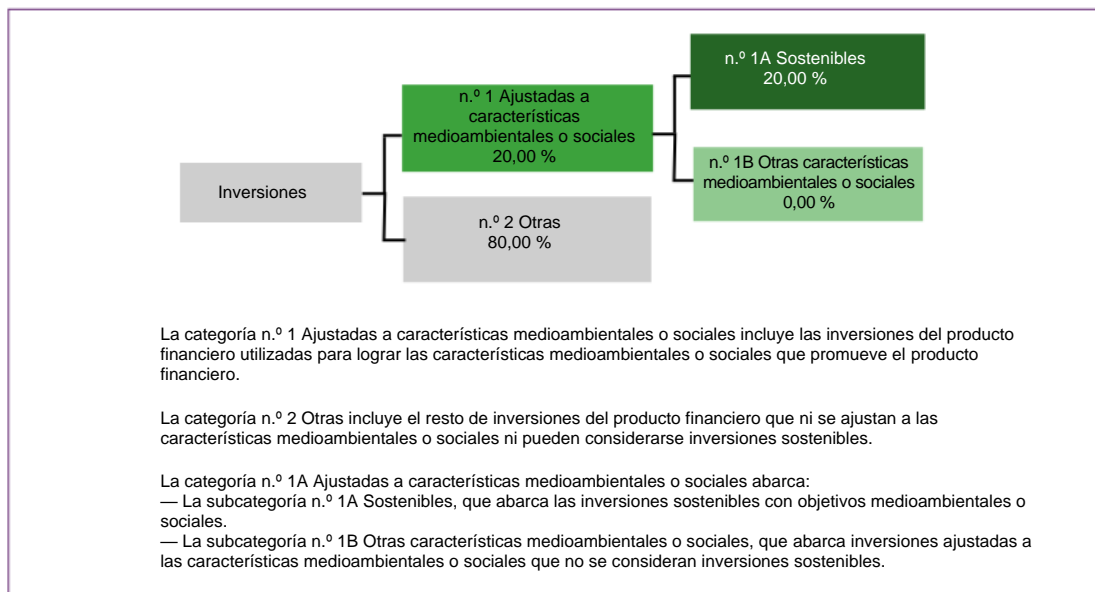 n.º 1A Sostenibles
20,00 %
n.º 1 Ajustadas a
características
medioambientales o sociales
20,00 %
n.º 1B Otras características
medioambientales o sociales
0,00 %
Inversiones
n.º 2 Otras
80,00 %
La categoría n.º 1 Ajustadas a características medioambientales o sociales incluye las inversiones del producto
financiero utilizadas para lograr las características medioambientales o sociales que promueve el producto
financiero.
La categoría n.º 2 Otras incluye el resto de inversiones del producto financiero que ni se ajustan a las
características medioambientales o sociales ni pueden considerarse inversiones sostenibles.
La categoría n.º 1A Ajustadas a características medioambientales o sociales abarca:
— La subcategoría n.º 1A Sostenibles, que abarca las inversiones sostenibles con objetivos medioambientales o
sociales.
— La subcategoría n.º 1B Otras características medioambientales o sociales, que abarca inversiones ajustadas a
las características medioambientales o sociales que no se consideran inversiones sostenibles.